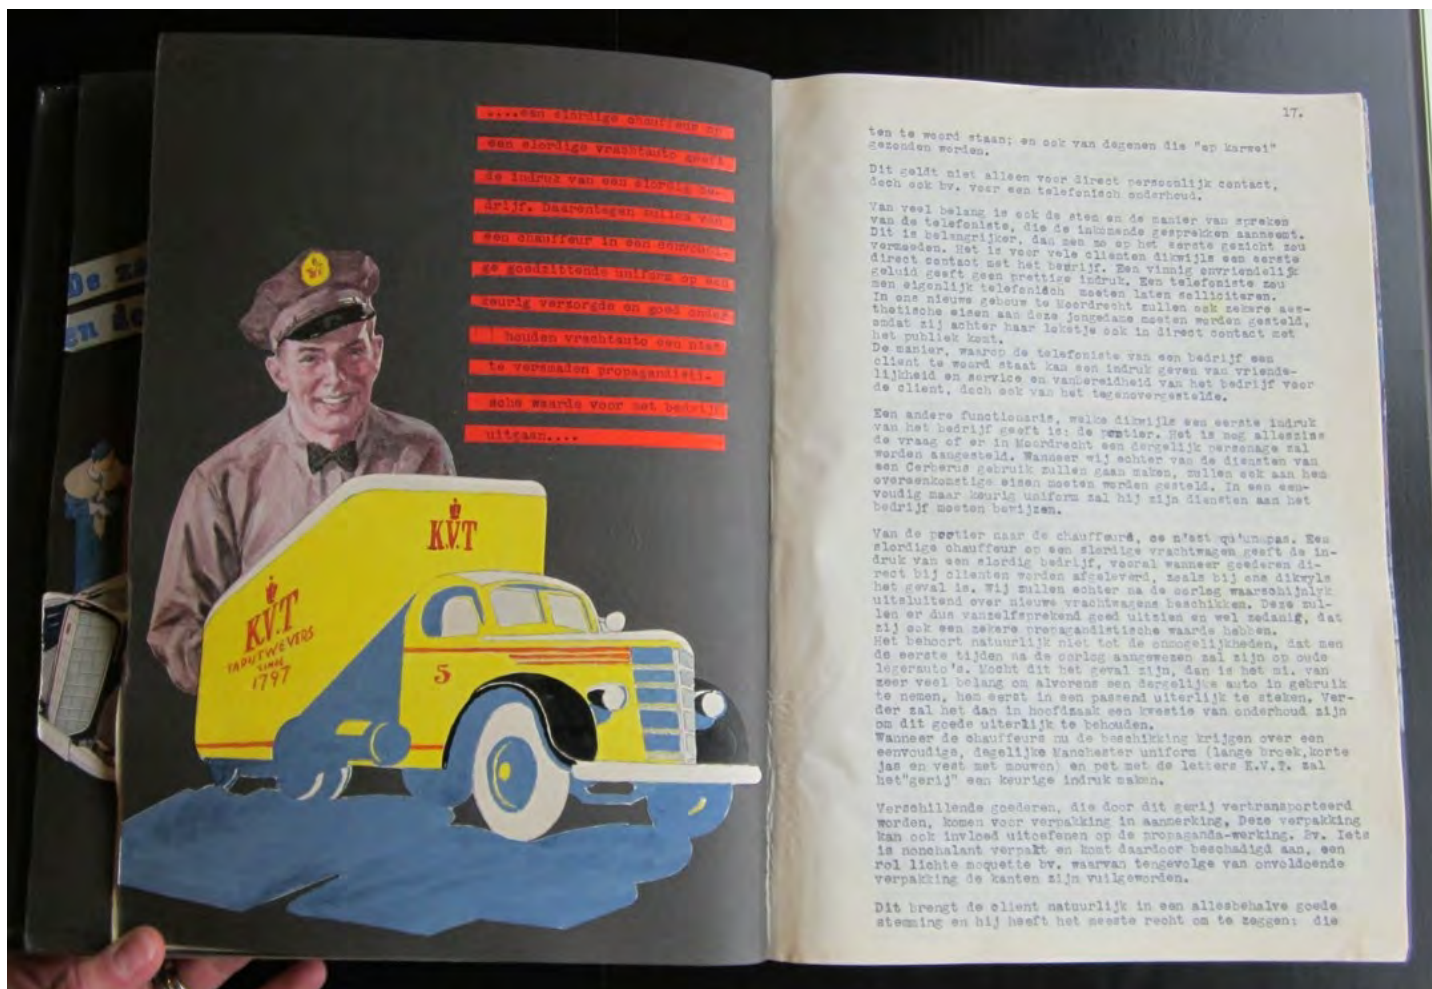 De
en de
....een slordige chauffeur op
een slordige vrachtauto geeft
de indruk van een slordig be-
drijf. Daarentegen zullen van
een chauffeur in een eenvoudi-
ge goedzittende uniform op een
keurig verzorgde en goed onder
houden vrachtauto een niet
te versmaden propagandisti-
sche waarde voor het bedrijf
uitgaan....
K.V.T
K.V.T
TAPIJTWEVERS
SINDS
1797
5
17.
ten te woord staan; en ook van degenen die "op karwei"
gezonden worden.
Dit geldt niet alleen voor direct persoonlijk contact,
doch ook bv. voor een telefonisch onderhoud.
Van veel belang is ook de stem en de manier van spreken
van de telefoniste, die de inkomende gesprekken aanneemt.
Dit is belangrijker, dan men zo op het eerste gezicht zou
vermoeden. Het is voor vele clienten dikwijls een eerste
direct contact met het bedrijf. Een vinnig onvriendelijk
geluid geeft geen prettige indruk. Een telefoniste zou
men eigenlijk telefonisch moeten laten solliciteren.
In ons nieuwe gebouw te Moordrecht zullen ook zekere aes-
thetische eisen aan deze jongedame moeten worden gesteld,
omdat zij achter haar loketje ook in direct contact met
het publiek komt.
De manier, waarop de telefoniste van een bedrijf een
client te woord staat kan een indruk geven van vriende-
lijkheid en service en vanbereidheid van het bedrijf voor
de client, doch ook van het tegenovergestelde.
Een andere functionaris, welke dikwijls een eerste indruk
van het bedrijf geeft is: de portier. Het is nog alleszins
de vraag of er in Moordrecht een dergelijk personage zal
worden aangesteld. Wanneer wij echter van de diensten van
een Cerberus gebruik zullen gaan maken, zullen ook aan hem
overeenkomstige eisen moeten worden gesteld. In een een-
voudig maar keurig uniform zal hij zijn diensten aan het
bedrijf moeten bewijzen.
Van de portier naar de chauffeurd, ce n'est qu'un pas. Een
slordige chauffeur op een slordige vrachtwagen geeft de in-
druk van een slordig bedrijf, vooral wanneer goederen di-
rect bij clienten worden afgeleverd, zoals bij ons dikwyls
het geval is. Wij zullen echter na de oorlog waarschijnlyk
uitsluitend over nieuwe vrachtwagens beschikken. Deze zul-
len er dus vanzelfsprekend goed uitzien en wel zodanig, dat
zij ook een zekere propagandistische waarde hebben.
Het behoort natuurlijk niet tot de onmogelijkheden, dat men
de eerste tijden na de oorlog aangewezen zal zijn op oude
legerauto's. Mocht dit het geval zijn, dan is het mi. van
zeer veel belang om alvorens een dergelijke auto in gebruik
te nemen, hem eerst in een passend uiterlijk te steken. Ver-
der zal het dan in hoofdzaak een kwestie van onderhoud zijn
om dit goede uiterlijk te behouden.
Wanneer de chauffeurs nu de beschikking krijgen over een
eenvoudige, degelijke Manchester uniform (lange broek,korte
jas en vest met mouwen) en pet met de letters K.V.T. zal
het"gerij" een keurige indruk maken.
Verschillende goederen, die door dit gerij vertransporteerd
worden, komen voor verpakking in aanmerking. Deze verpakking
kan ook invloed uitoefenen op de propaganda-werking. Bv. Iets
is nonchalant verpakt en komt daardoor beschadigd aan, een
rol lichte moquette bv. waarvan tengevolge van onvoldoende
verpakking de kanten zijn vuilgeworden.
Dit brengt de client natuurlijk in een allesbehalve goede
stemming en hij heeft het meeste recht om te zeggen: die